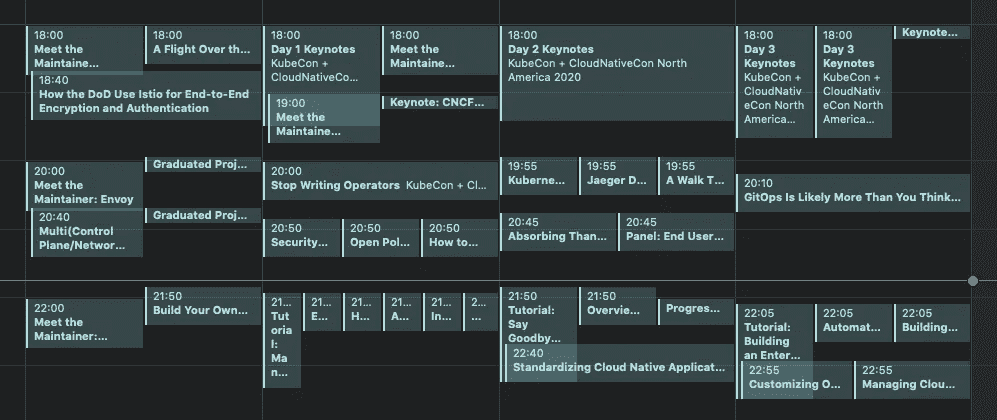 18:00
Meet the
Maintaine...
18:00
A Flight Over th...
18:40
How the DoD Use Istio for End-to-End
Encryption and Authentication
20:00
Meet the
Maintainer: Envoy
Graduated Proj...
20:40
Multi(Control
Plane/Networ...
Graduated Proj...
22:00
Meet the
Maintainer:...
21:50
Build Your Own...
18:00
Day 1 Keynotes
KubeCon +
CloudNativeCo...
18:00
Meet the
Maintaine...
19:00
Meet the
Maintaine...
Keynote: CNCF...
20:00
Stop Writing Operators KubeCon + Cl...
20:50
Security...
20:50
Open Pol...
20:50
How to...
21...
Tut
oria
l:
Ma
n...
21...
E...
21...
H...
21...
A...
21...
In...
2...
...
18:00
Day 2 Keynotes
KubeCon + CloudNativeCon North
America 2020
19:55
Kuberne...
19:55
Jaeger D...
19:55
A Walk T...
20:45
Absorbing Than...
20:45
Panel: End User...
21:50
Tutorial:
Say
Goodby...
21:50
Overvie...
Progres...
22:40
Standardizing Cloud Native Applicat...
18:00
Day 3
Keynotes
KubeCon +
CloudNativ
eCon North
America...
18:00
Day 3
Keynotes
KubeCon +
CloudNativ
eCon North
America...
Keynote...
20:10
GitOps Is Likely More Than You Think...
22:05
Tutorial:
Building
an Enter...
22:05
Automat...
22:05
Building...
22:55
Customizing O...
22:55
Managing Clou...